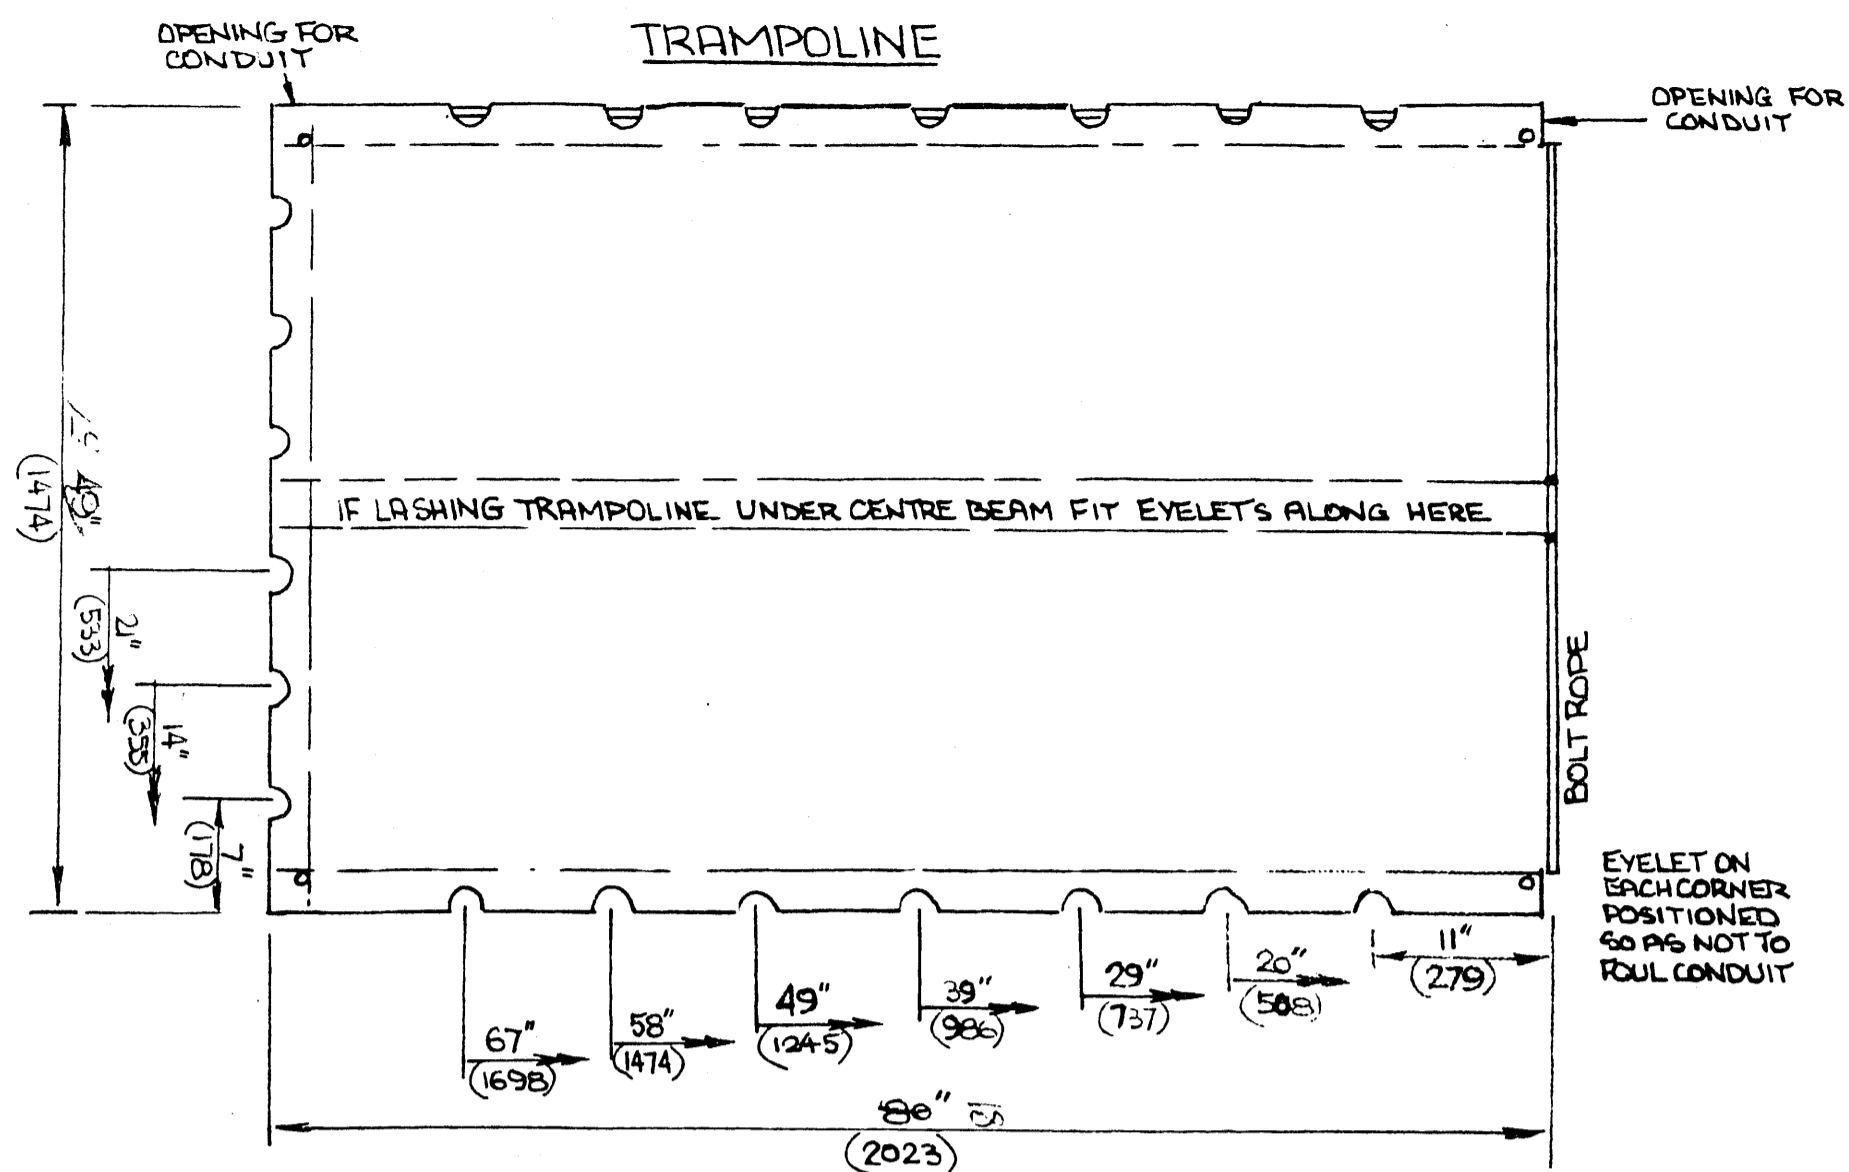 TRAMPOLINE
OPENING FOR
CONDUIT
OPENING FOR
CONDUIT
IF LASHING TRAMPOLINE UNDER CENTRE BEAM FIT EYELETS ALONG HERE
49"
(1474)
21"
(533)
14"
(355)
7"
(178)
BOLT ROPE
EYELET ON
EACH CORNER
POSITIONED
SO AS NOT TO
FOUL CONDUIT
11"
(279)
20"
(508)
29"
(737)
39"
(986)
49"
(1245)
58"
(1474)
67"
(1698)
80"
(2023)